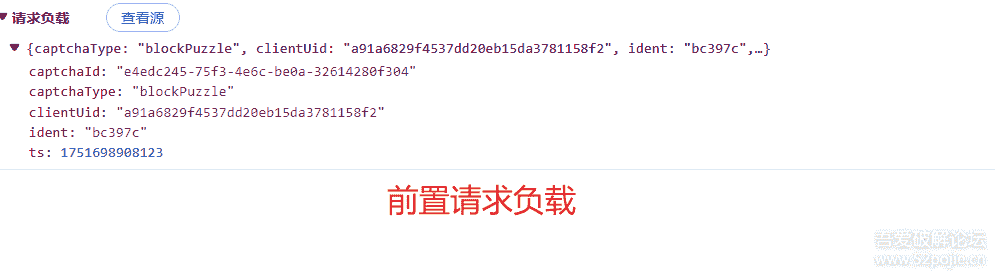 请求负载 查看源
{captchaType: "blockPuzzle", clientUid: "a91a6829f4537dd20eb15da3781158f2", ident: "bc397c",…}
captchaId: "e4edc245-75f3-4e6c-be0a-32614280f304"
captchaType: "blockPuzzle"
clientUid: "a91a6829f4537dd20eb15da3781158f2"
ident: "bc397c"
ts: 1751698908123
前置请求负载
吾爱破解论坛
www.52pojie.cn